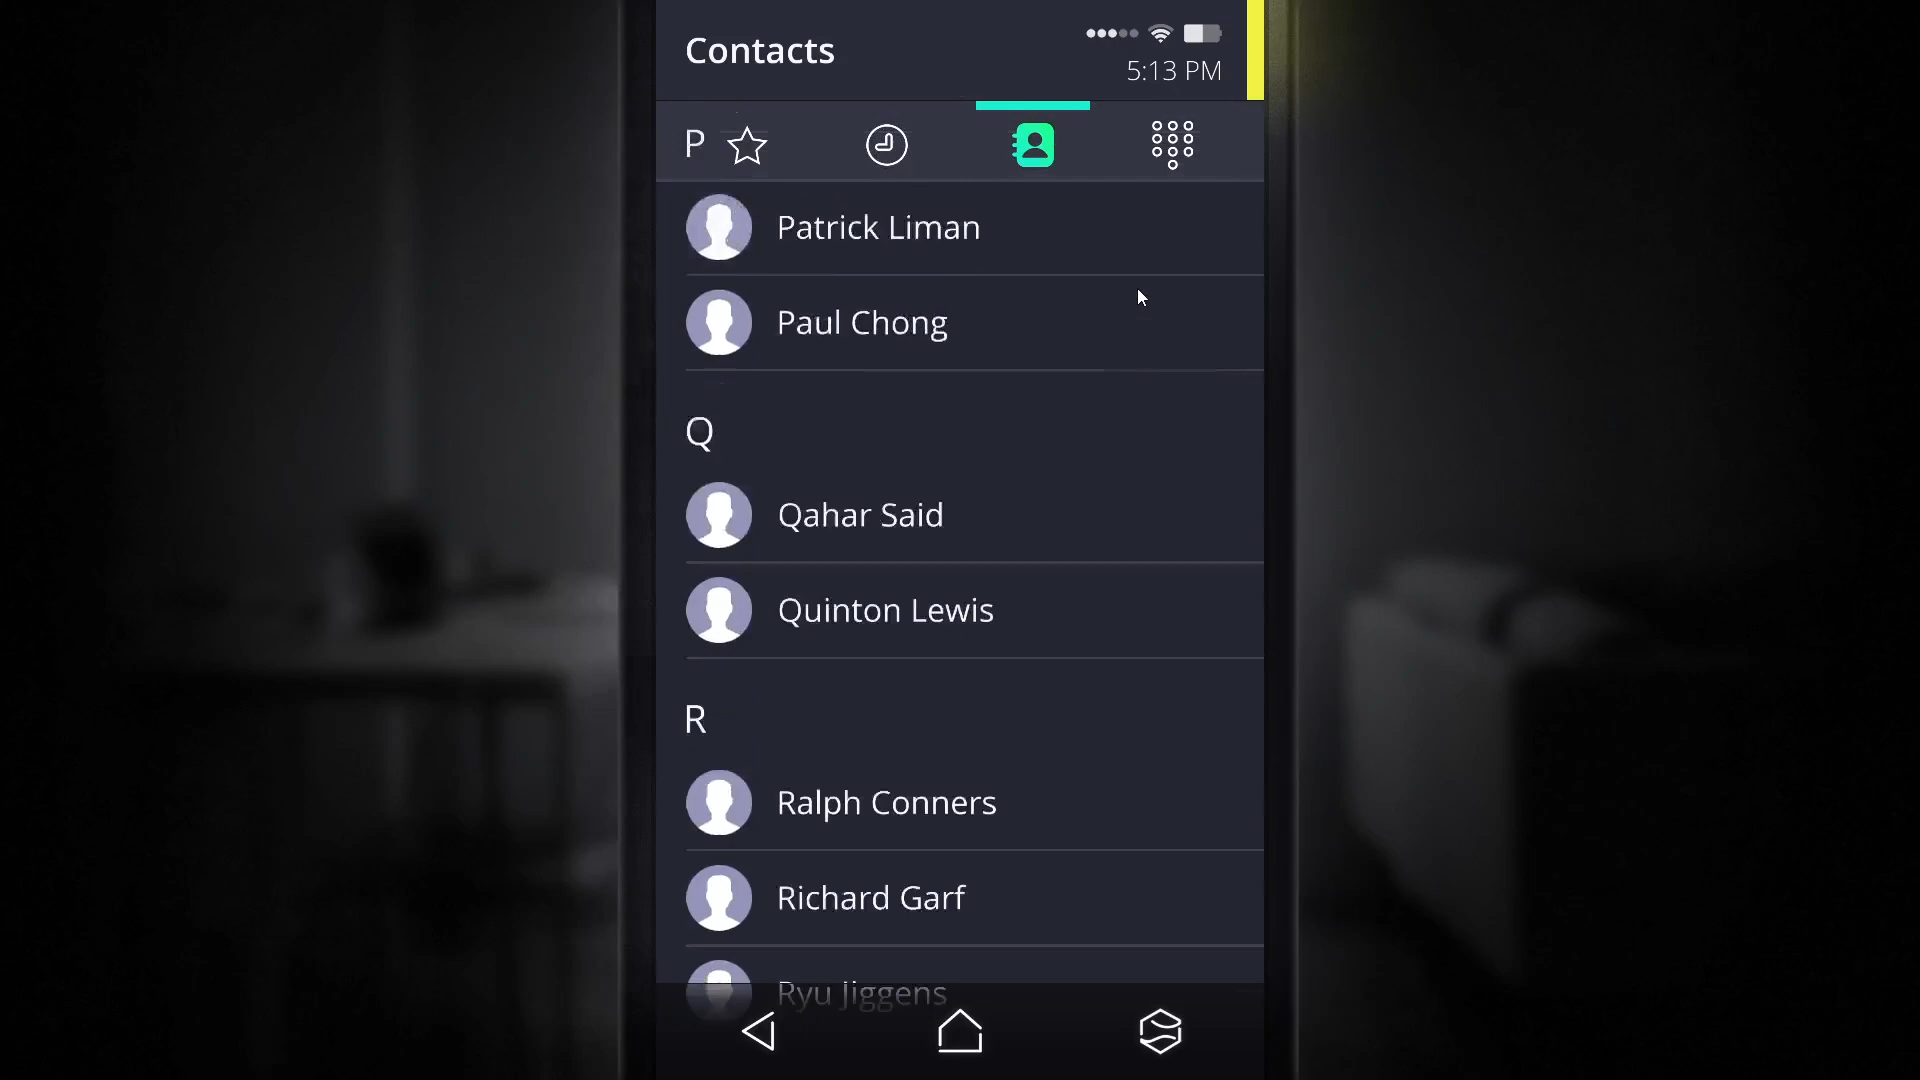 Contacts
5:13 PM
P
Patrick Liman
Paul Chong
Q
Qahar Said
Quinton Lewis
R
Ralph Conners
Richard Garf
Ryu Jiggens